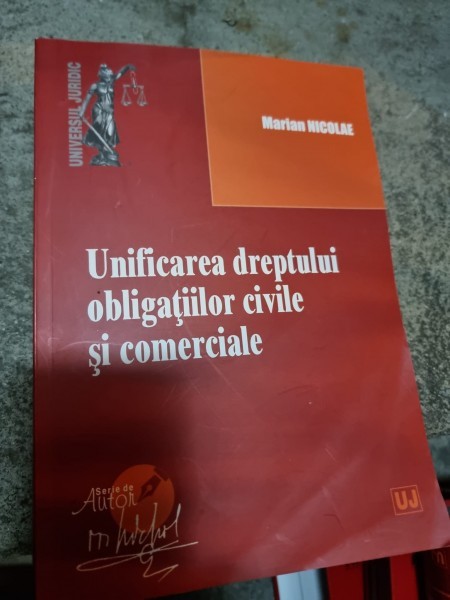 UNIVERSUL JURIDIC
Marian NICOLAE
Unificarea dreptului
obligaţiilor civile
şi comerciale
Serie de
Autor
UJ